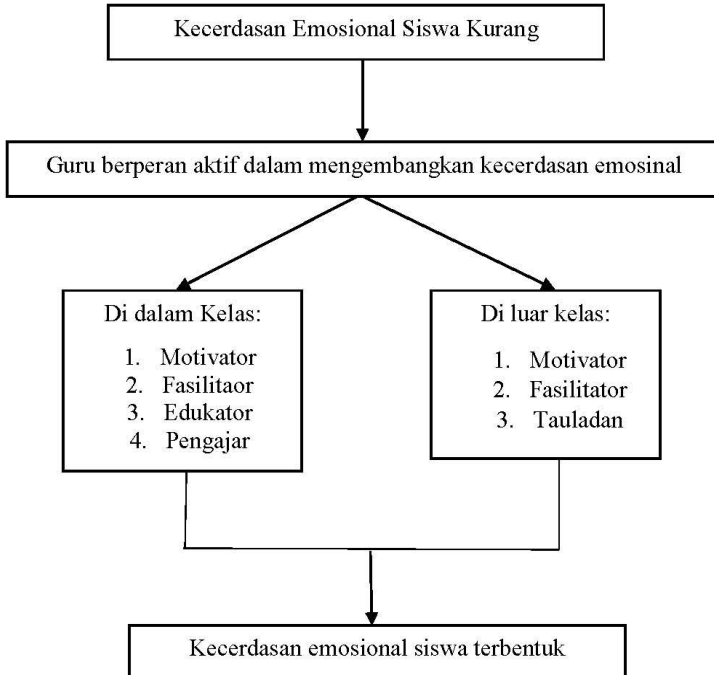 Kecerdasan Emosional Siswa Kurang
Guru berperan aktif dalam mengembangkan kecerdasan emosinal
Di dalam Kelas:
1. Motivator
2. Fasilitaor
3. Edukator
4. Pengajar
Di luar kelas:
1. Motivator
2. Fasilitator
3. Tauladan
Kecerdasan emosional siswa terbentuk